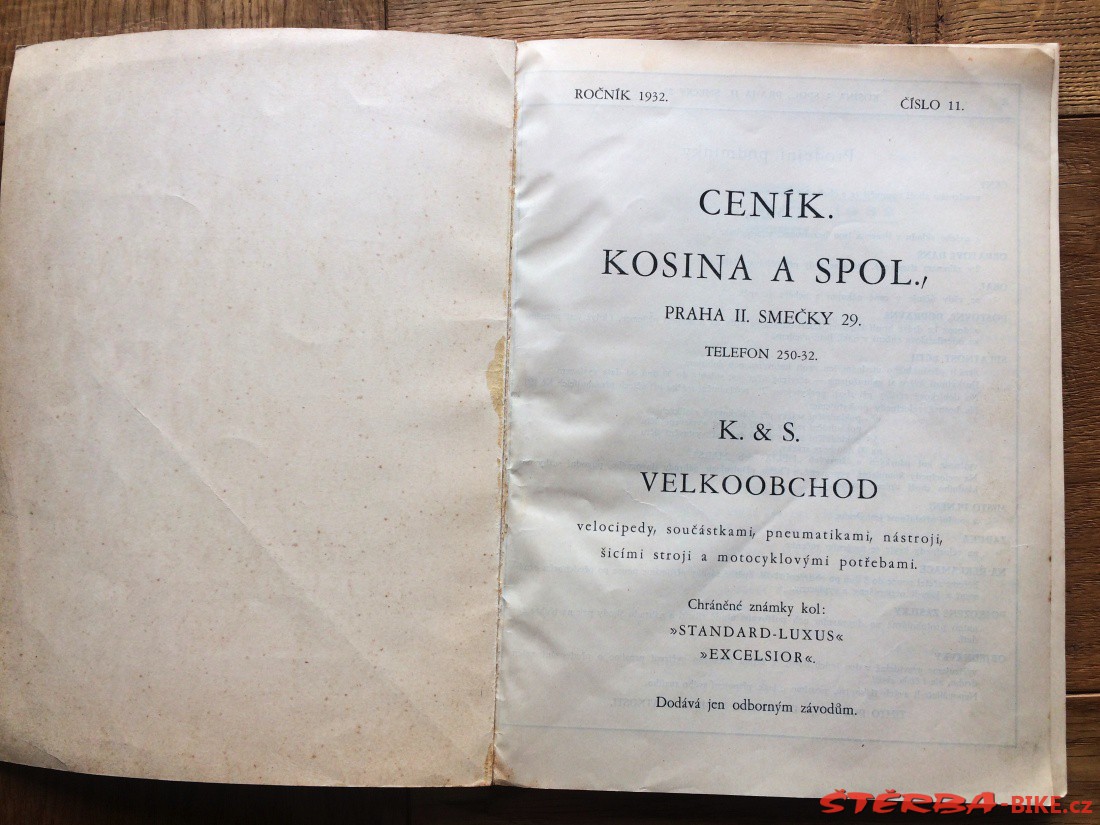 ROČNÍK 1932. ČÍSLO 11.
CENÍK.
KOSINA A SPOL.,
PRAHA II. SMEČKY 29.
TELEFON 250-32.
K. & S.
VELKOOBCHOD
velocipedy, součástkami, pneumatikami, nástroji,
šicími stroji a motocyklovými potřebami.
Chráněné známky kol:
»STANDARD-LUXUS«
»EXCELSIOR«.
Dodává jen odborným závodům.
ŠTĚRBA-BIKE.cz